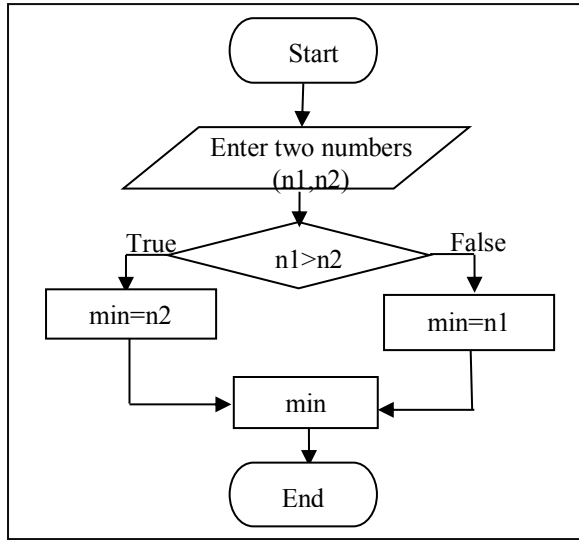 Start
Enter two numbers
(n1,n2)
True
n1>n2
False
min=n2
min=n1
min
End